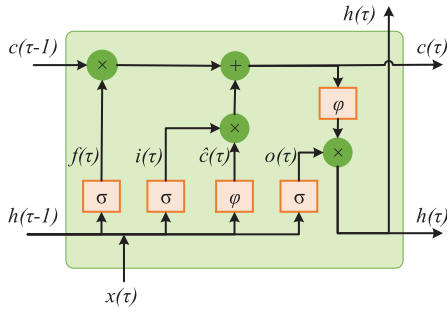 h(τ)
c(τ-1)
× + c(τ)
φ
f(τ) i(τ) × ĉ(τ) o(τ) ×
σ σ φ σ
h(τ-1) h(τ)
x(τ)